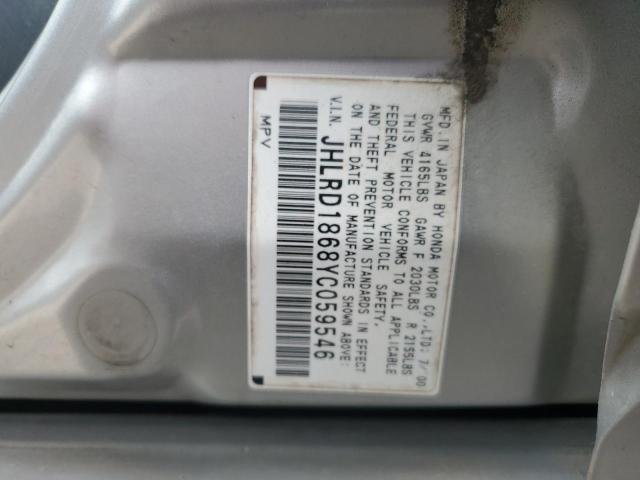 MFD. IN JAPAN BY HONDA MOTOR CO., LTD: 7/00
GVWR 4165LBS GAWR F 2030LBS R 2155LBS
THIS VEHICLE CONFORMS TO ALL APPLICABLE
FEDERAL MOTOR VEHICLE SAFETY,
AND THEFT PREVENTION STANDARDS IN EFFECT
ON THE DATE OF MANUFACTURE SHOWN ABOVE:
V.I.N. JHLRD1868YC059546
MPV